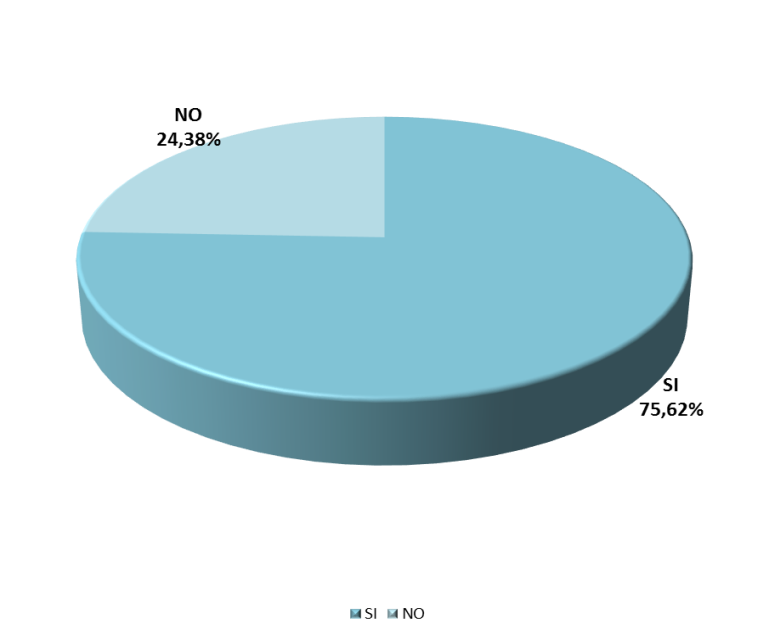 NO
24,38%
SI
75,62%
SI NO